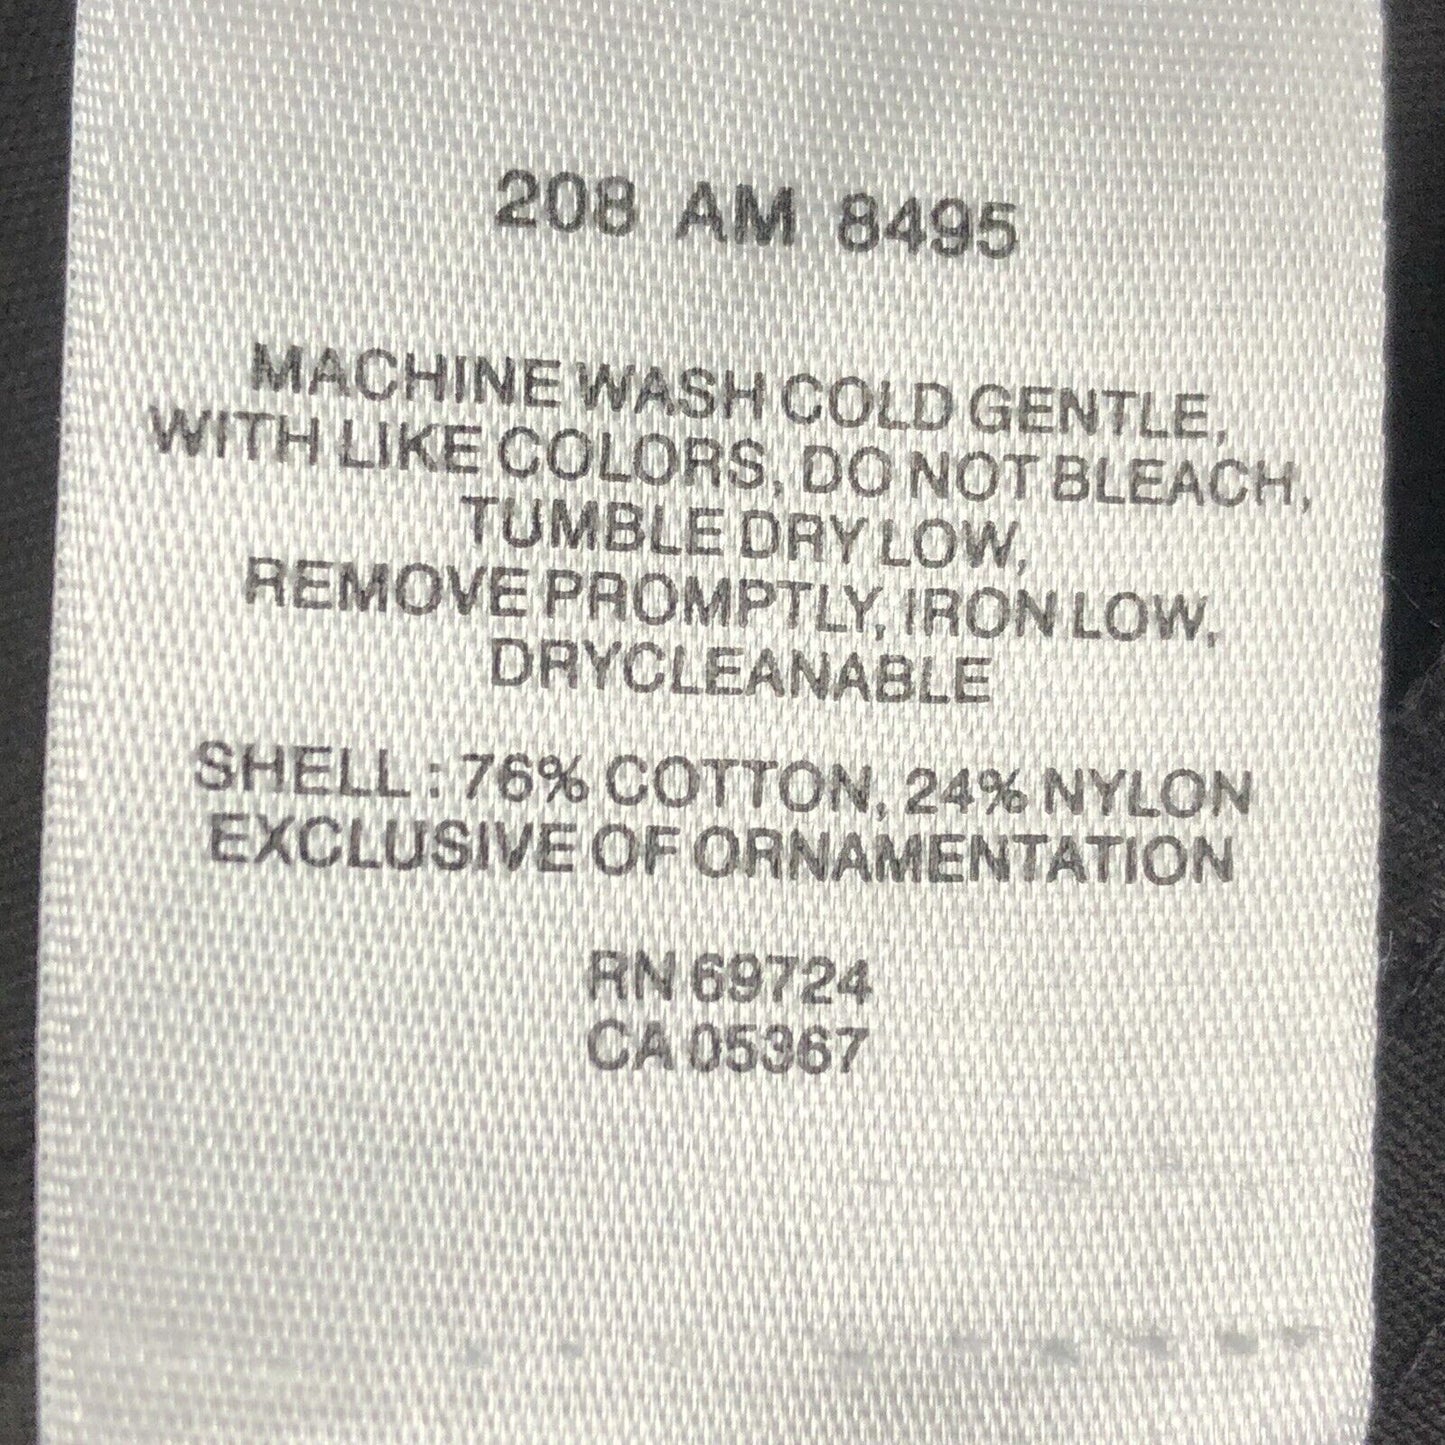 208 AM 8495
MACHINE WASH COLD GENTLE,
WITH LIKE COLORS, DO NOT BLEACH,
TUMBLE DRY LOW,
REMOVE PROMPTLY, IRON LOW,
DRYCLEANABLE
SHELL : 76% COTTON, 24% NYLON
EXCLUSIVE OF ORNAMENTATION
RN 69724
CA 05367